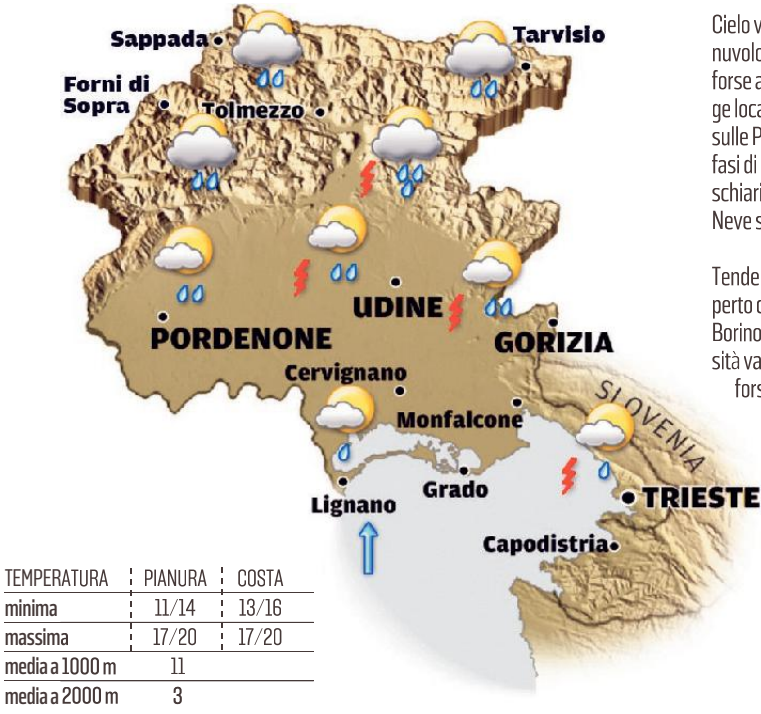 Sappada
Tarvisio
Forni di
Sopra
Tolmezzo
UDINE
PORDENONE
GORIZIA
Cervignano
Monfalcone
SLOVENIA
Lignano
Grado
TRIESTE
Capodistria
TEMPERATURA PIANURA COSTA
minima 11/14 13/16
massima 17/20 17/20
media a 1000 m 11
media a 2000 m 3
Cielo v
nuvolo
forse a
ge loca
sulle P
fasi di
schiari
Neve s
Tende
perto
Borino
sità va
fors